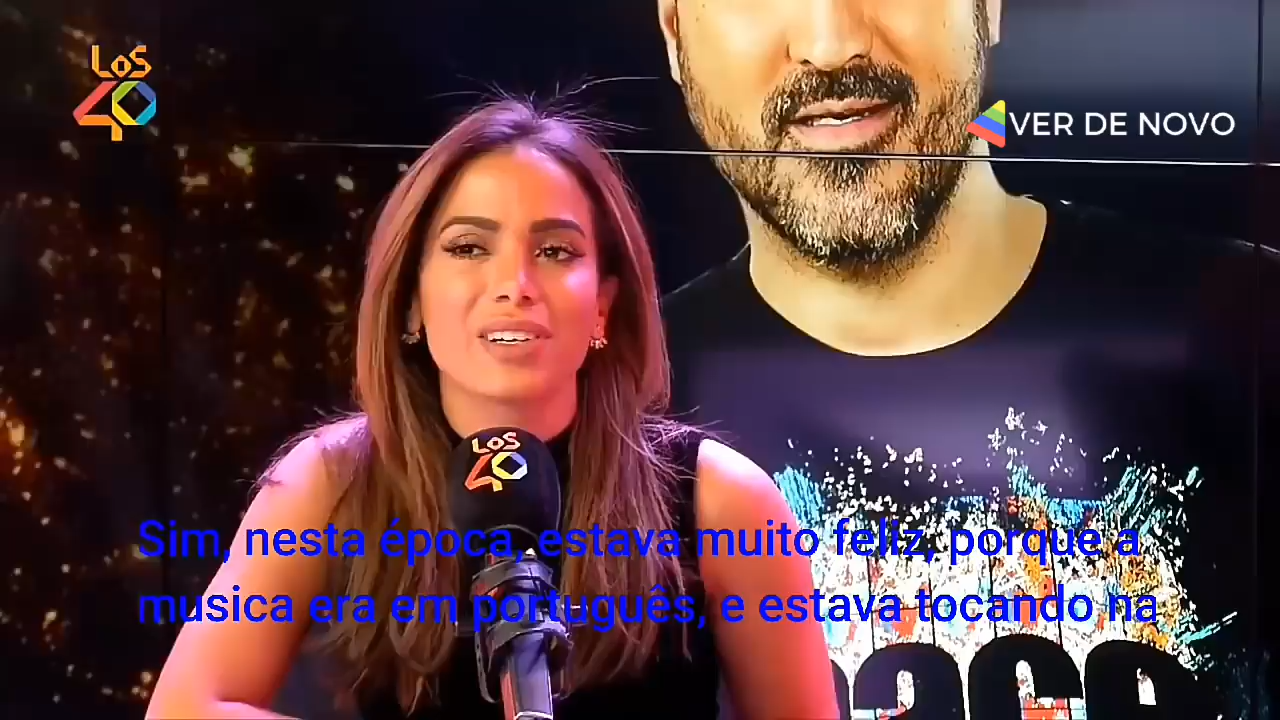 LOS
40
VER DE NOVO
LOS
40
Sim, nesta época, estava muito feliz, porque a
musica era em português, e estava tocando na